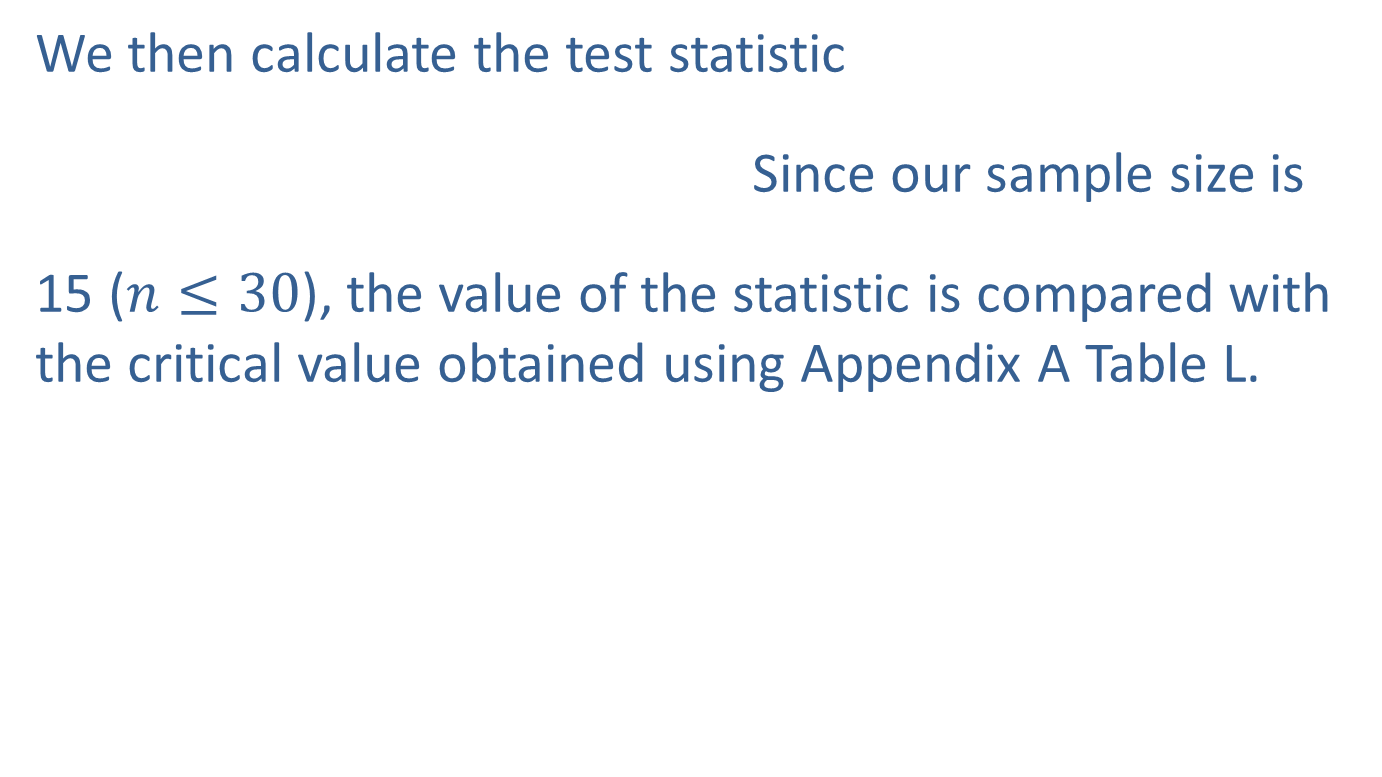 We then calculate the test statistic
Since our sample size is
15 (n ≤ 30), the value of the statistic is compared with
the critical value obtained using Appendix A Table L.